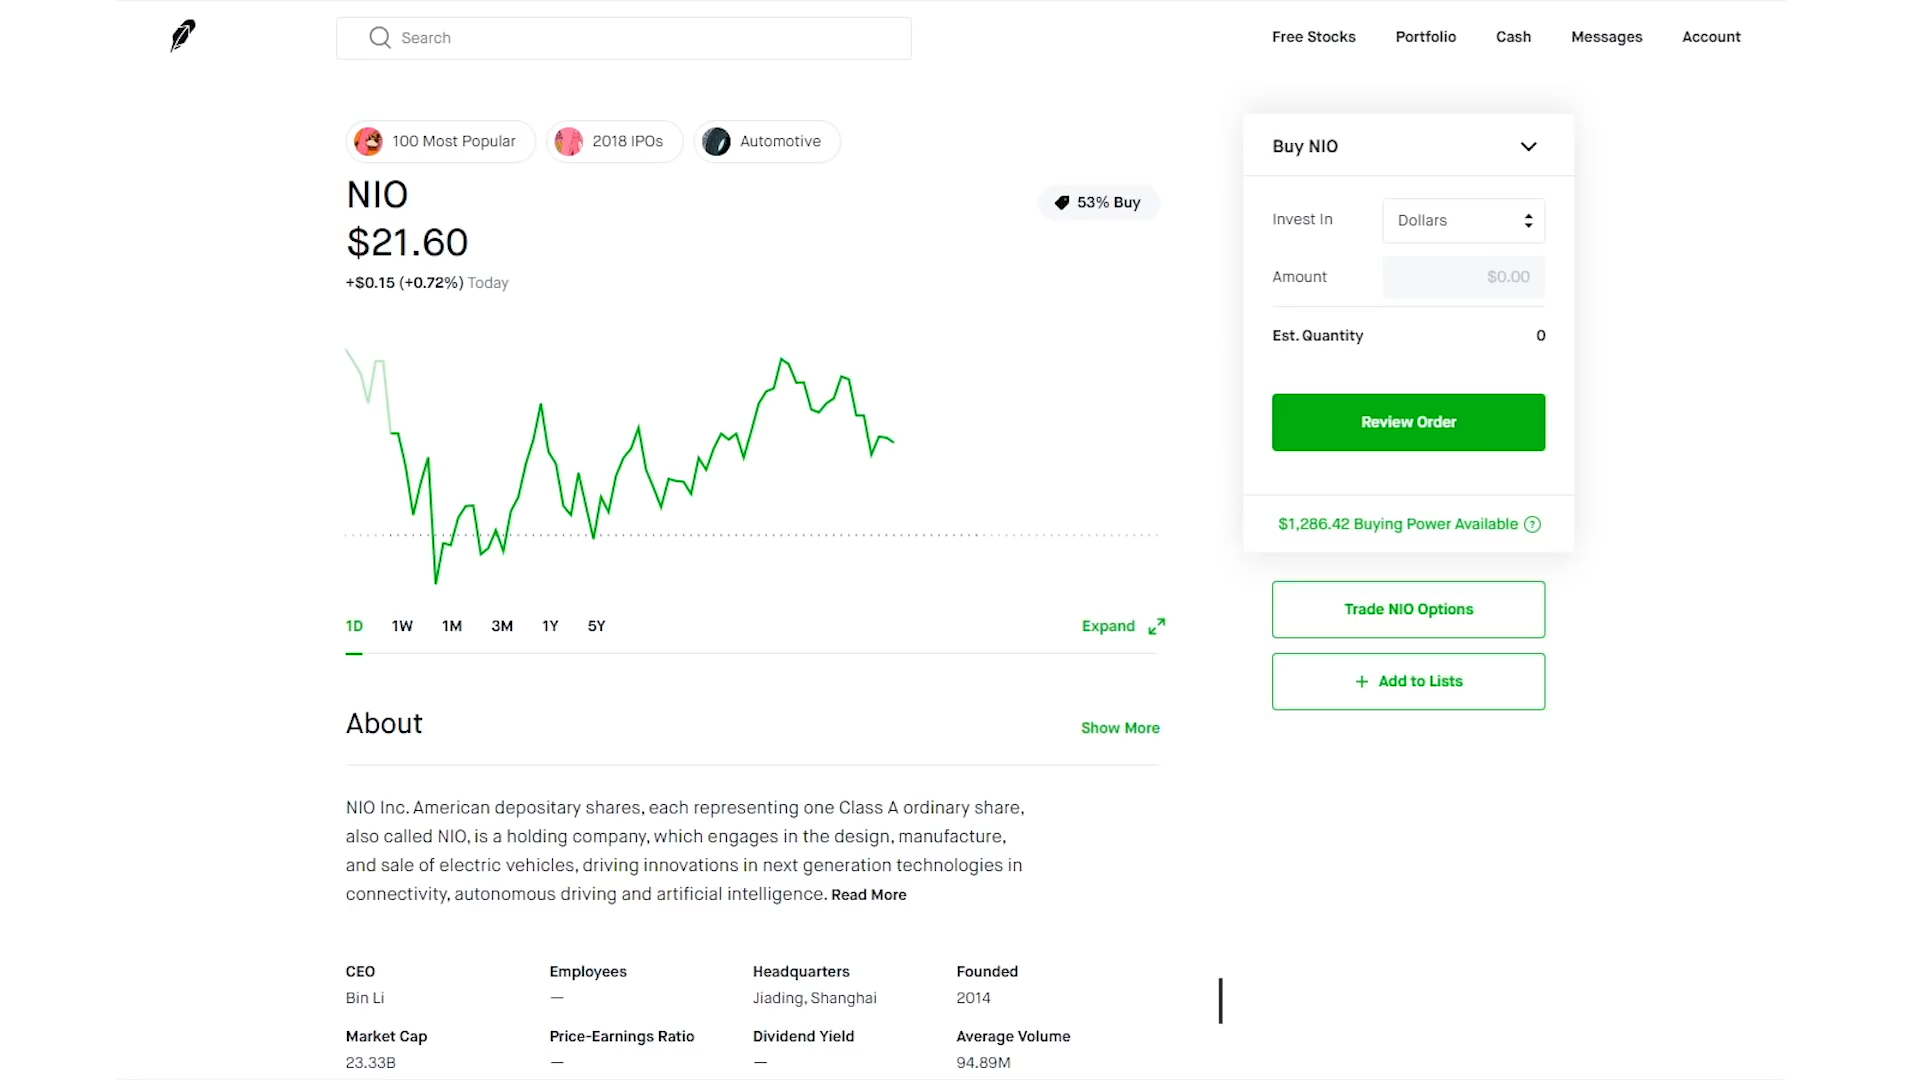 Search
Free Stocks
Portfolio
Cash
Messages
Account
100 Most Popular
2018 IPOs
Automotive
NIO
$21.60
+$0.15 (+0.72%) Today
53% Buy
1D
1W
1M
3M
1Y
5Y
Expand
About
Show More
NIO Inc. American depositary shares, each representing one Class A ordinary share,
also called NIO, is a holding company, which engages in the design, manufacture,
and sale of electric vehicles, driving innovations in next generation technologies in
connectivity, autonomous driving and artificial intelligence. Read More
CEO
Bin Li
Employees
—
Headquarters
Jiading, Shanghai
Founded
2014
Market Cap
23.33B
Price-Earnings Ratio
—
Dividend Yield
—
Average Volume
94.89M
Buy NIO
Invest In
Dollars
Amount
$0.00
Est. Quantity
0
Review Order
$1,286.42 Buying Power Available ?
Trade NIO Options
+ Add to Lists